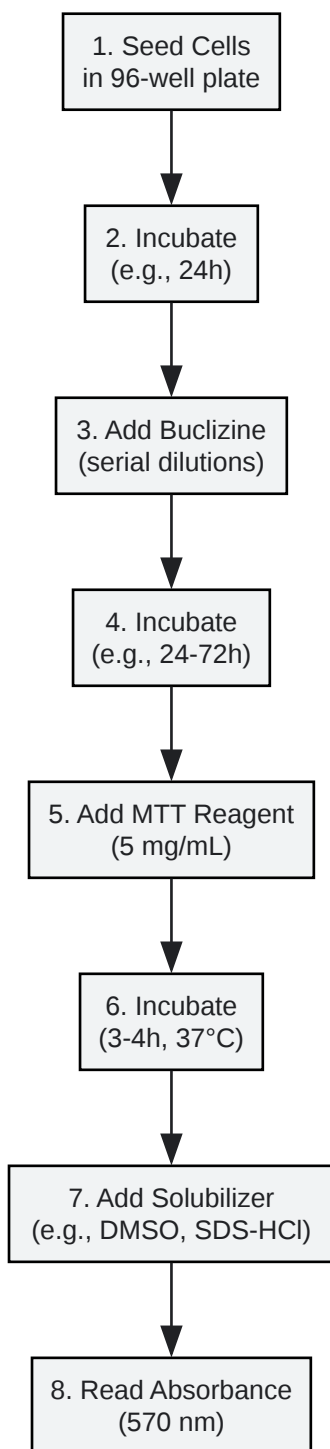 1. Seed Cells
in 96-well plate
2. Incubate
(e.g., 24h)
3. Add Buclizine
(serial dilutions)
4. Incubate
(e.g., 24-72h)
5. Add MTT Reagent
(5 mg/mL)
6. Incubate
(3-4h, 37°C)
7. Add Solubilizer
(e.g., DMSO, SDS-HCl)
8. Read Absorbance
(570 nm)